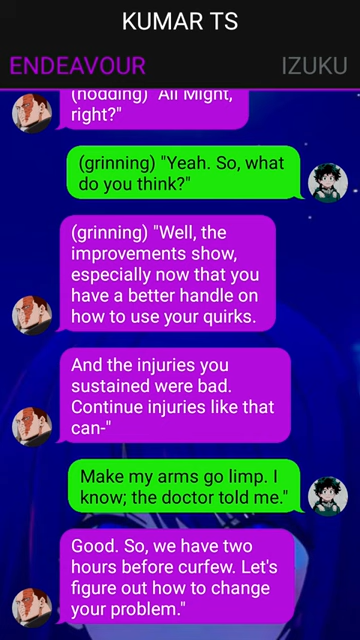 KUMAR TS
ENDEAVOUR
IZUKU
(nodding) "All Might,
right?"
(grinning) "Yeah. So, what
do you think?"
(grinning) "Well, the
improvements show,
especially now that you
have a better handle on
how to use your quirks.
And the injuries you
sustained were bad.
Continue injuries like that
can-"
Make my arms go limp. I
know; the doctor told me."
Good. So, we have two
hours before curfew. Let's
figure out how to change
your problem."